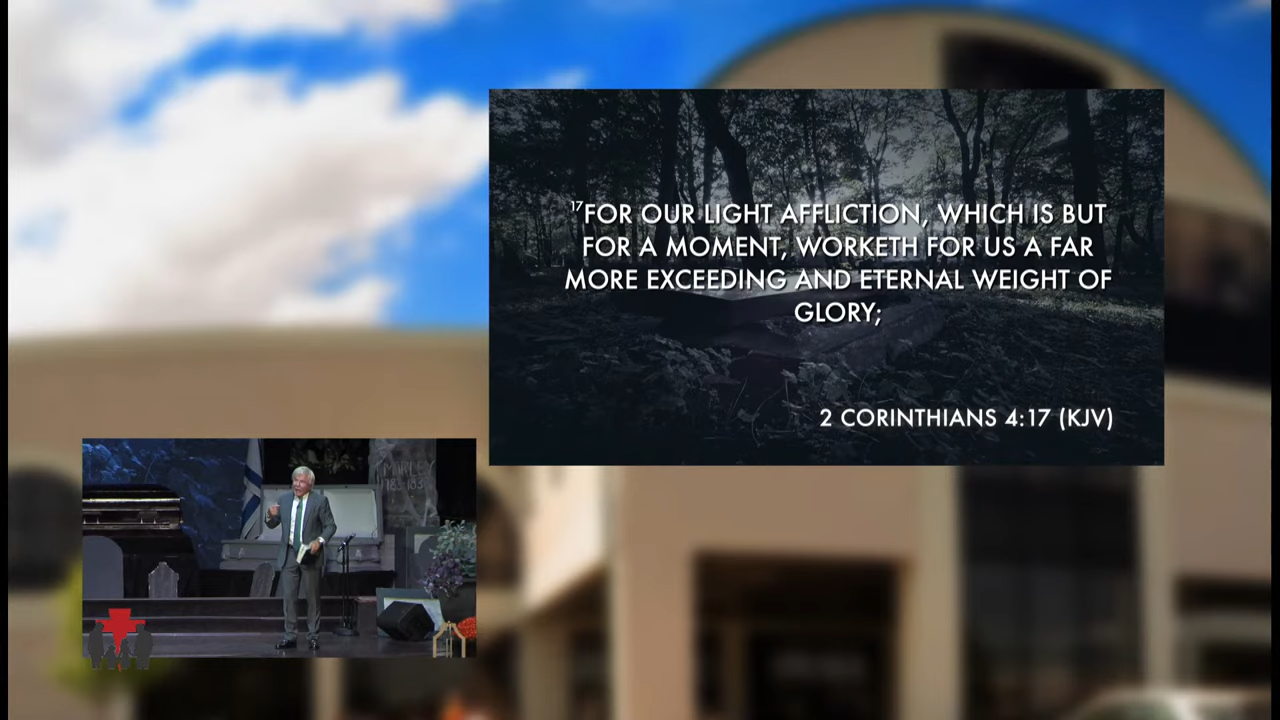 ¹⁷FOR OUR LIGHT AFFLICTION, WHICH IS BUT
FOR A MOMENT, WORKETH FOR US A FAR
MORE EXCEEDING AND ETERNAL WEIGHT OF
GLORY;
2 CORINTHIANS 4:17 (KJV)